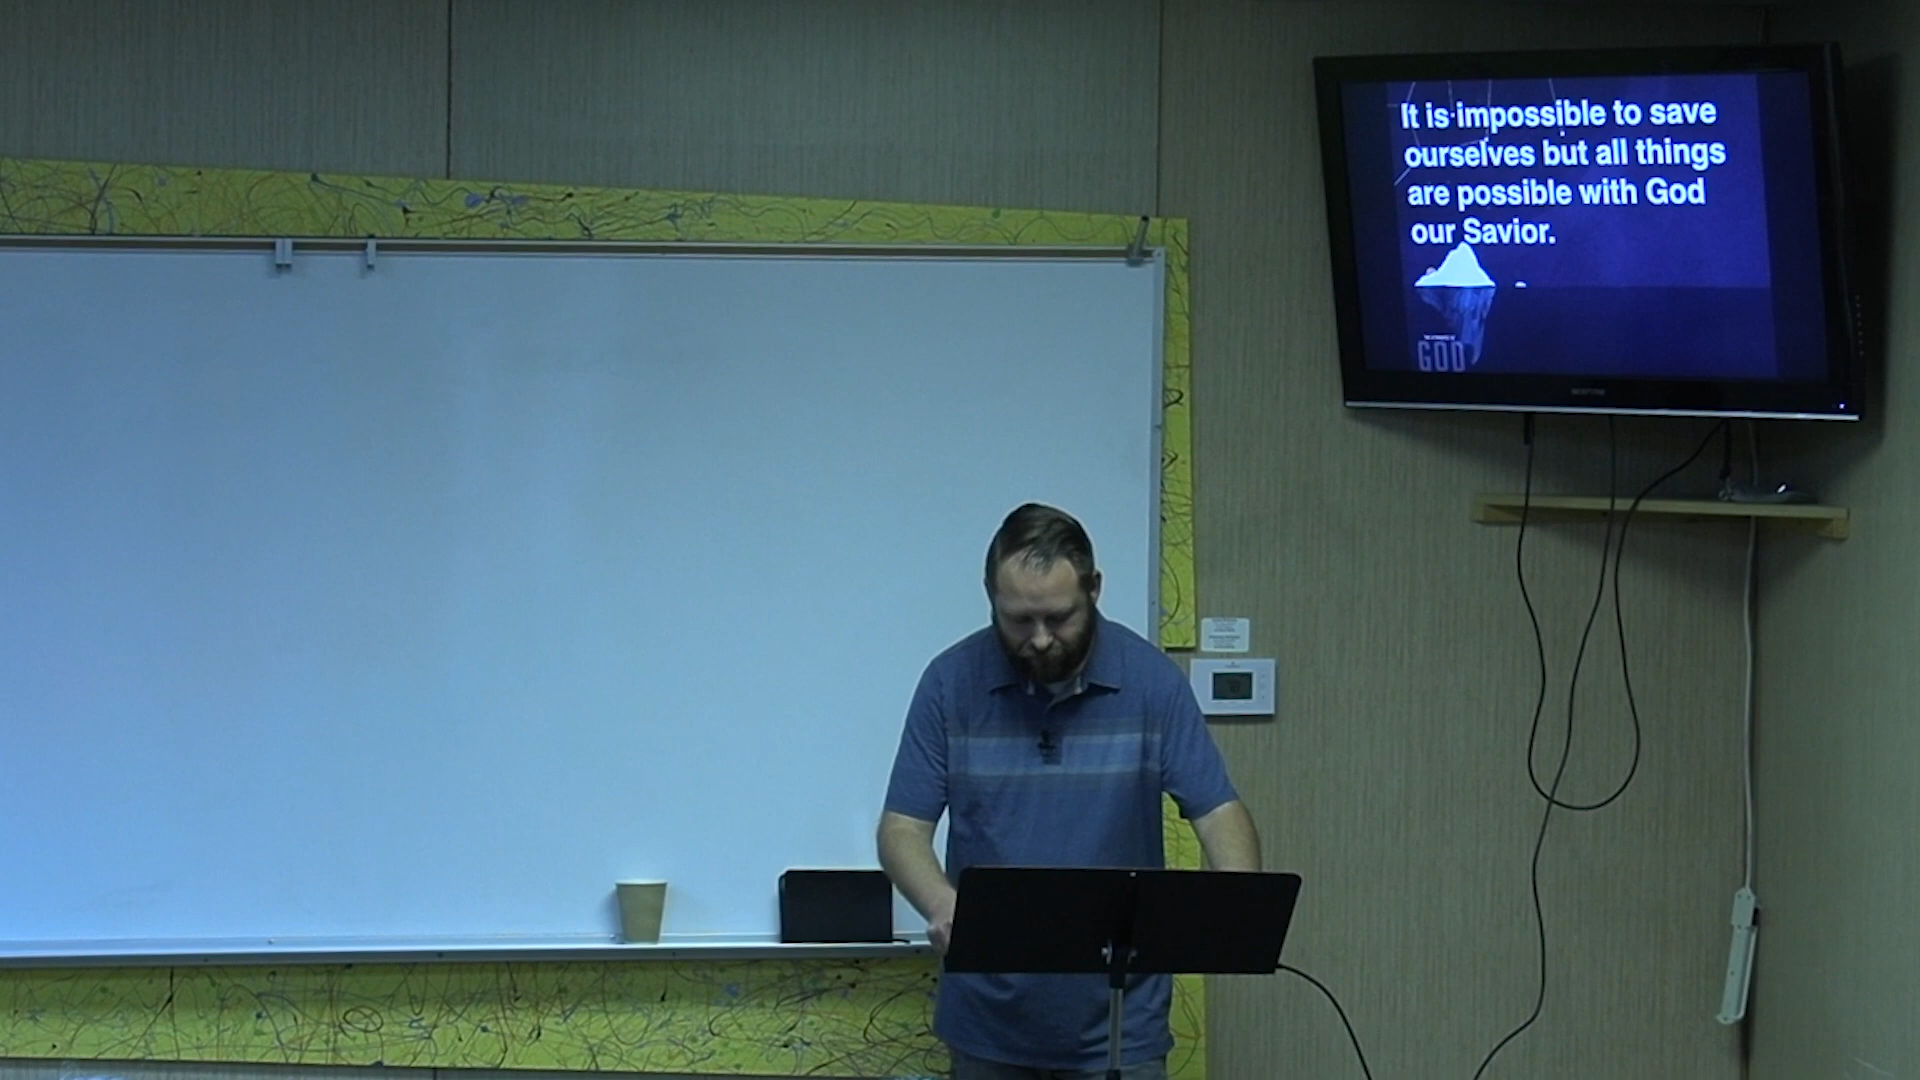 It is impossible to save
ourselves but all things
are possible with God
our Savior.
GOD